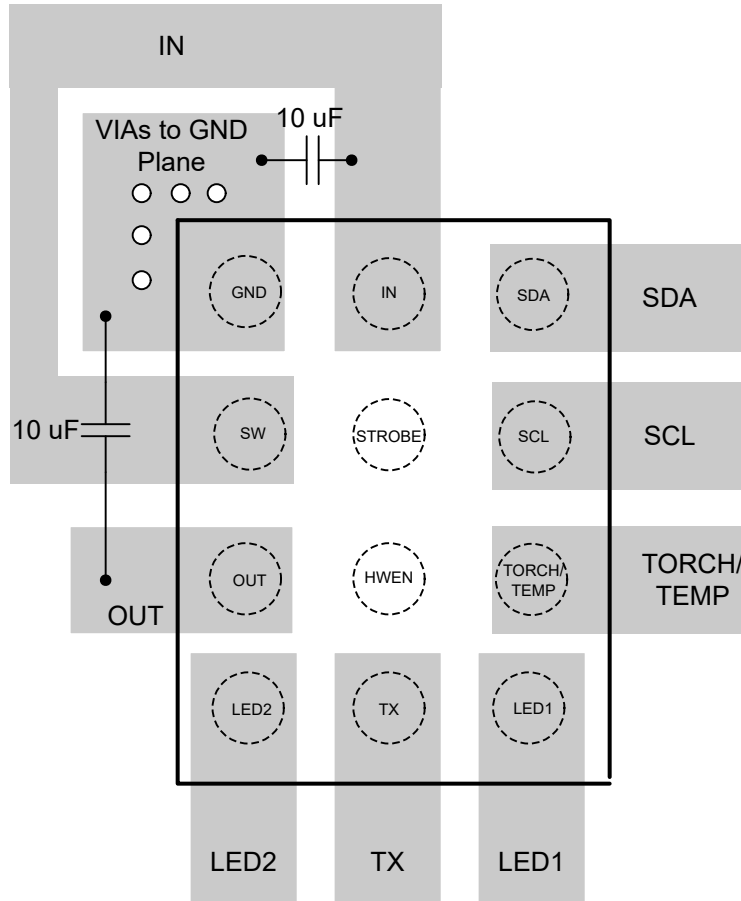 IN
10 uF
VIAs to GND
Plane
GND
IN
SDA
SDA
10 uF
SW
STROBE
SCL
SCL
OUT
HWEN
TORCH/
TEMP
TORCH/
TEMP
OUT
LED2
TX
LED1
LED2
TX
LED1